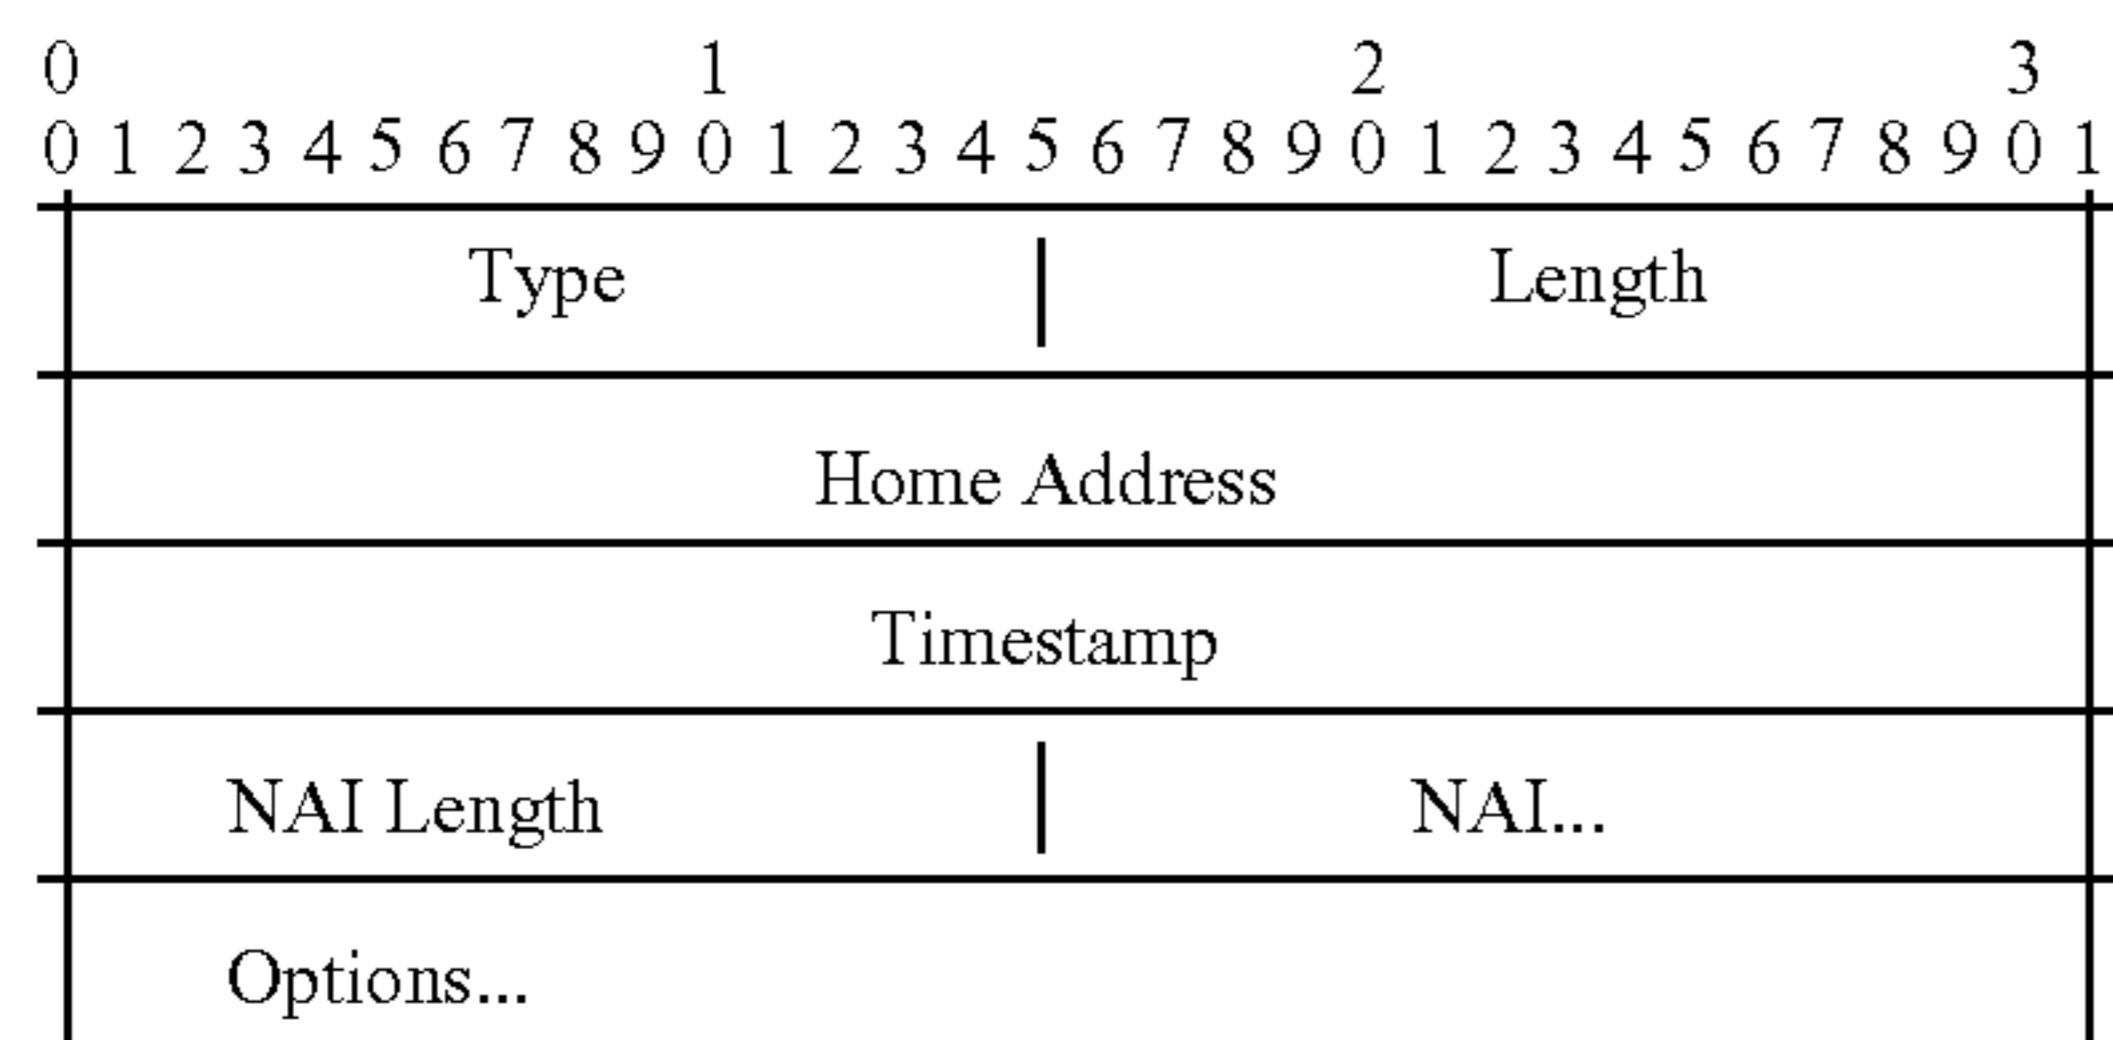 0 1 2 3
0 1 2 3 4 5 6 7 8 9 0 1 2 3 4 5 6 7 8 9 0 1 2 3 4 5 6 7 8 9 0 1
Type Length
Home Address
Timestamp
NAI Length NAI...
Options...